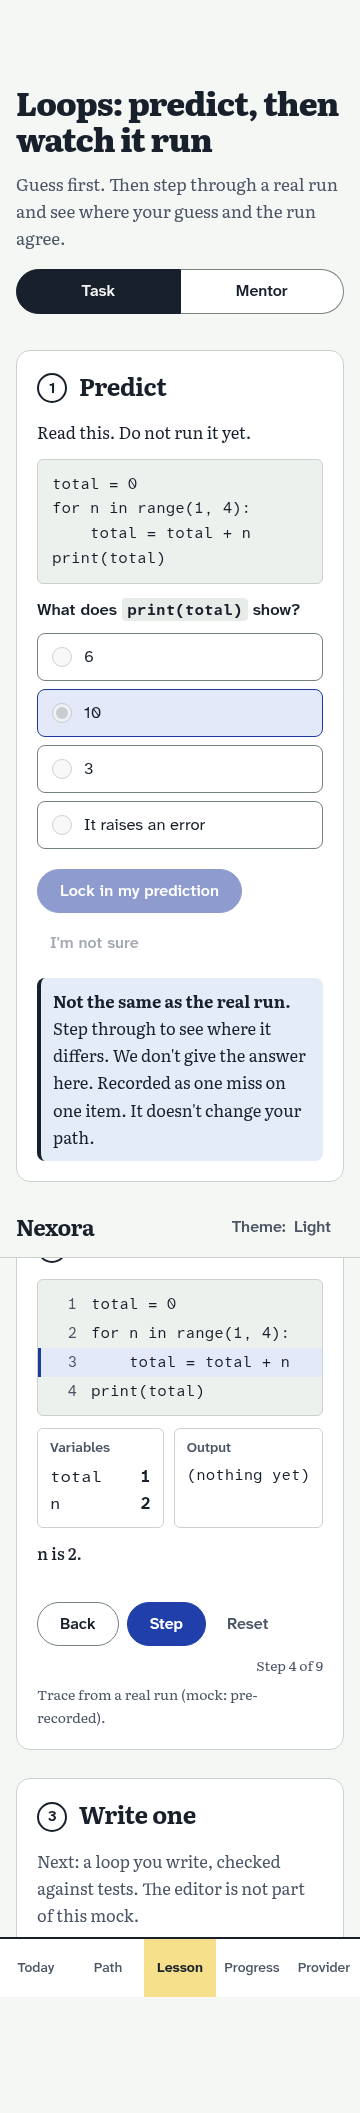 Loops: predict, then
watch it run
Guess first. Then step through a real run
and see where your guess and the run
agree.
Task
Mentor
1
Predict
Read this. Do not run it yet.
total = 0
for n in range(1, 4):
    total = total + n
print(total)
What does print(total) show?
6
10
3
It raises an error
Lock in my prediction
I'm not sure
Not the same as the real run.
Step through to see where it
differs. We don't give the answer
here. Recorded as one miss on
one item. It doesn't change your
path.
Nexora
Theme: Light
1 total = 0
2 for n in range(1, 4):
3     total = total + n
4 print(total)
Variables
total 1
n 2
Output
(nothing yet)
n is 2.
Back
Step
Reset
Step 4 of 9
Trace from a real run (mock: pre-
recorded).
3
Write one
Next: a loop you write, checked
against tests. The editor is not part
of this mock.
Today
Path
Lesson
Progress
Provider